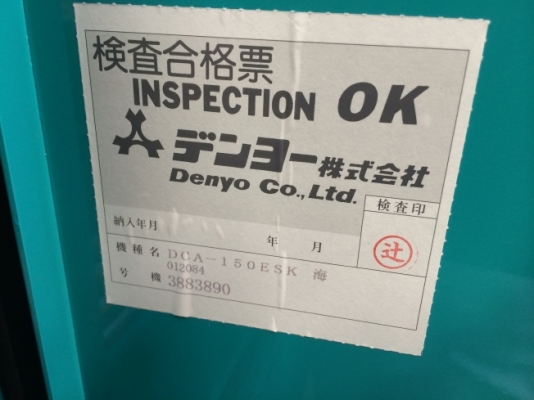 検査合格票
INSPECTION OK
デンヨー株式会社
Denyo Co.,Ltd.
検査印
納入年月 年 月
辻
機種名 DCA-150ESK 海
012084
号機 3883890